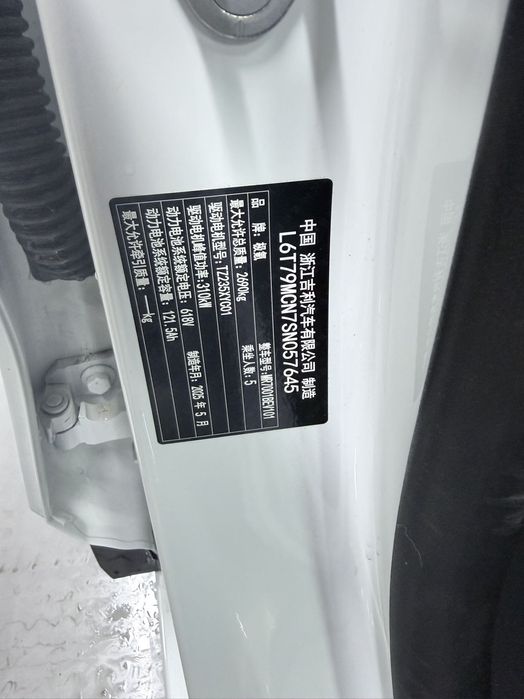 中国 浙江吉利汽车有限公司 制造
L6T79MCN7SN057645
品 牌：极氪 整车型号：MR7001BEV101
最大允许总质量：2690kg 乘坐人数：5
驱动电机型号：TZ235XYG01
驱动电机峰值功率：310kW
动力电池系统额定电压：618V 制造年月：2025 年 5 月
动力电池系统额定容量：121.5Ah
最大允许牵引质量：—kg